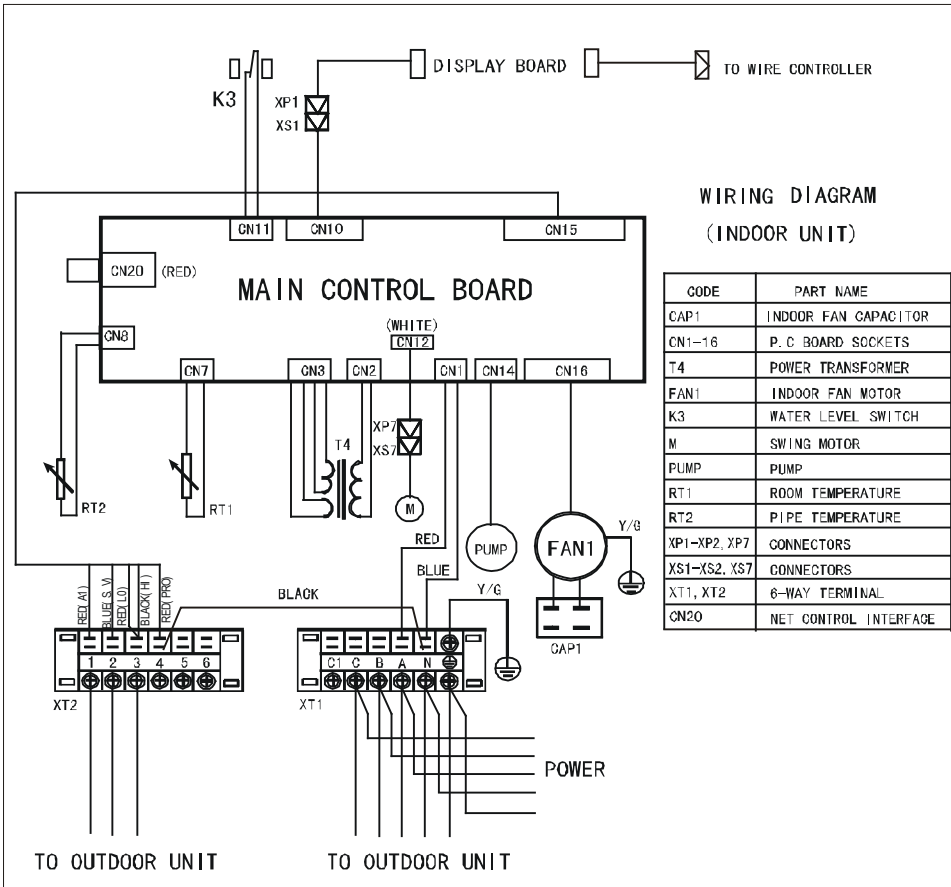 DISPLAY BOARD
TO WIRE CONTROLLER
K3
XP1
XS1
WIRING DIAGRAM
(INDOOR UNIT)
CN11
CN10
CN15
CN20
(RED)
MAIN CONTROL BOARD
CN8
(WHITE)
CN12
CN7
CN3
CN2
CN1
CN14
CN16
XP7
XS7
T4
RT2
RT1
M
RED
BLUE
PUMP
FAN1
Y/G
CAP1
CODE PART NAME
CAP1 INDOOR FAN CAPACITOR
CN1-16 P.C BOARD SOCKETS
T4 POWER TRANSFORMER
FAN1 INDOOR FAN MOTOR
K3 WATER LEVEL SWITCH
M SWING MOTOR
PUMP PUMP
RT1 ROOM TEMPERATURE
RT2 PIPE TEMPERATURE
XP1-XP2, XP7 CONNECTORS
XS1-XS2, XS7 CONNECTORS
XT1, XT2 6-WAY TERMINAL
CN20 NET CONTROL INTERFACE
RED(A1)
BLUE(S.V)
RED(LO)
BLACK(HI)
RED(PRO)
BLACK
Y/G
1 2 3 4 5 6
XT2
C1 C B A N
XT1
POWER
TO OUTDOOR UNIT
TO OUTDOOR UNIT